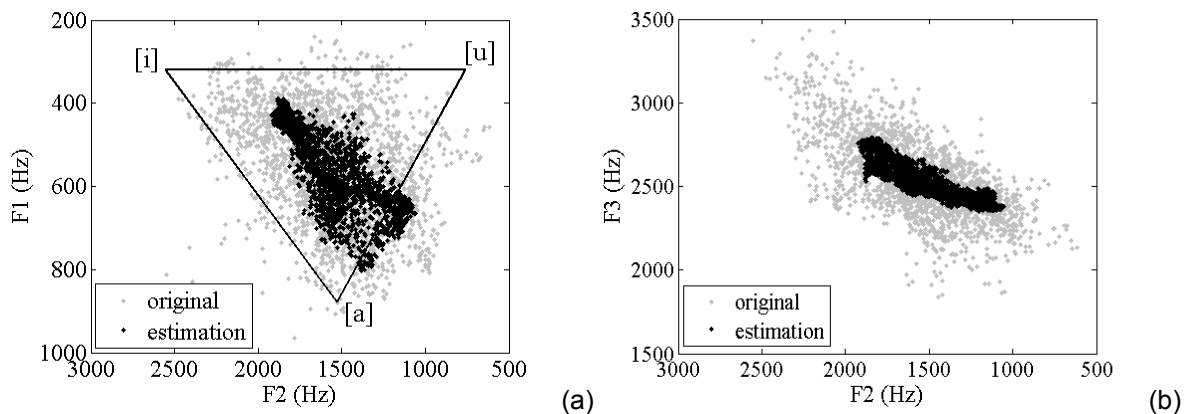 200
400
600
800
1000
F1 (Hz)
[i]
[u]
[a]
original
estimation
3000 2500 2000 1500 1000 500
F2 (Hz)
(a)
3500
3000
2500
2000
1500
F3 (Hz)
original
estimation
3000 2500 2000 1500 1000 500
F2 (Hz)
(b)